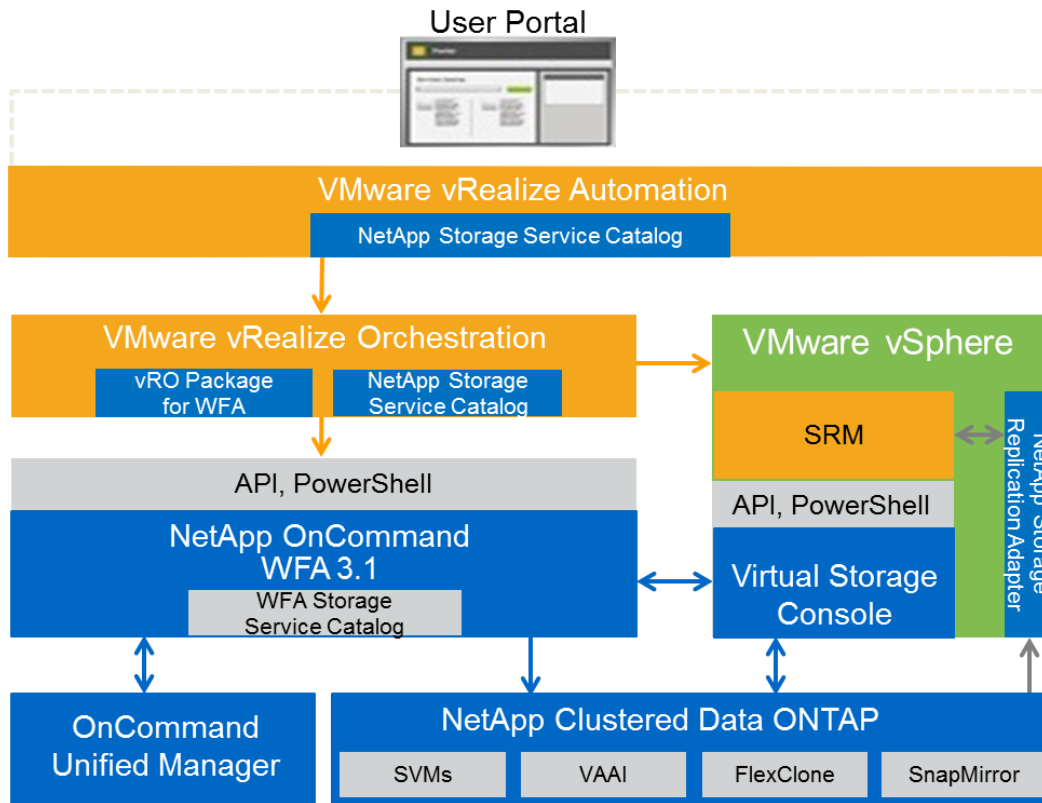 User Portal
VMware vRealize Automation
NetApp Storage Service Catalog
VMware vRealize Orchestration
vRO Package
for WFA
NetApp Storage
Service Catalog
VMware vSphere
SRM
NetApp Storage
Replication Adapter
API, PowerShell
API, PowerShell
NetApp OnCommand
WFA 3.1
WFA Storage
Service Catalog
Virtual Storage
Console
OnCommand
Unified Manager
NetApp Clustered Data ONTAP
SVMs
VAAI
FlexClone
SnapMirror